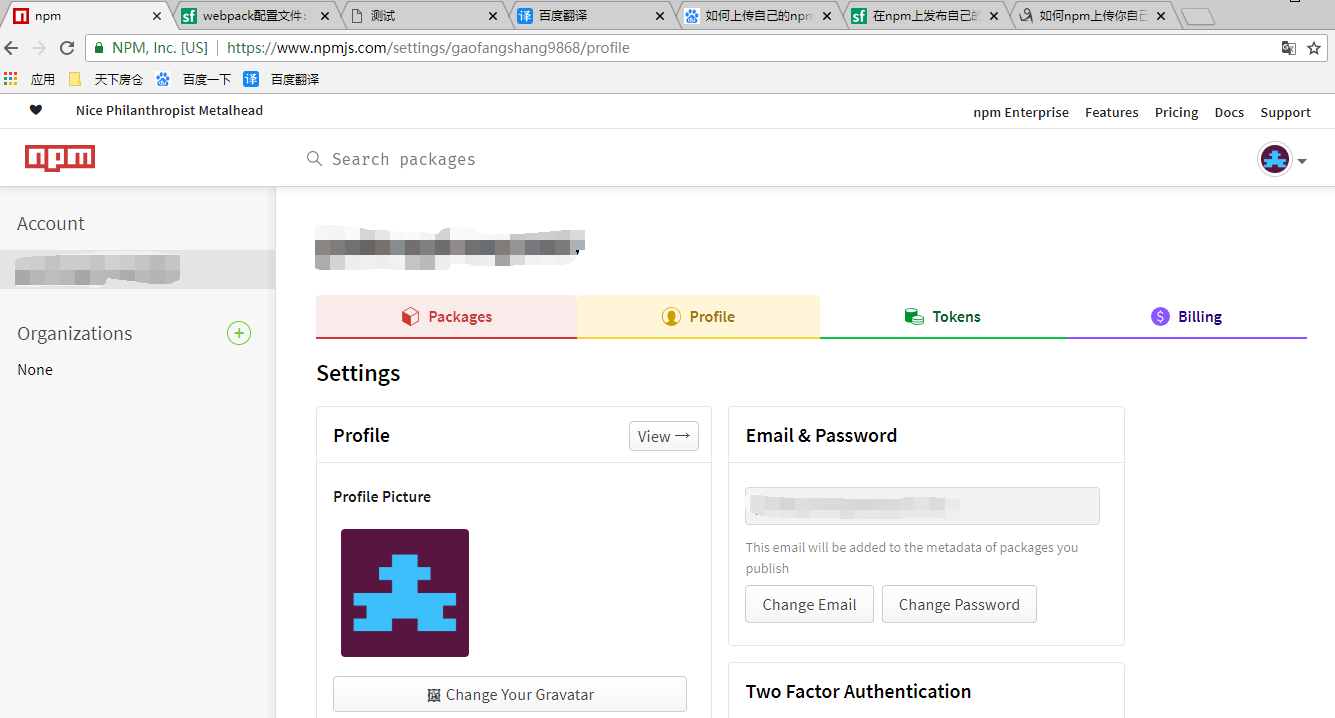 npm
webpack配置文件:
测试
百度翻译
如何上传自己的npm
在npm上发布自己的
如何npm上传你自己
NPM, Inc. [US] | https://www.npmjs.com/settings/gaofangshang9868/profile
应用 天下房仓 百度一下 译 百度翻译
Nice Philanthropist Metalhead
npm Enterprise Features Pricing Docs Support
npm
Search packages
Account
Organizations
None
Packages Profile Tokens Billing
Settings
Profile
View →
Profile Picture
Change Your Gravatar
Email & Password
This email will be added to the metadata of packages you
publish
Change Email Change Password
Two Factor Authentication